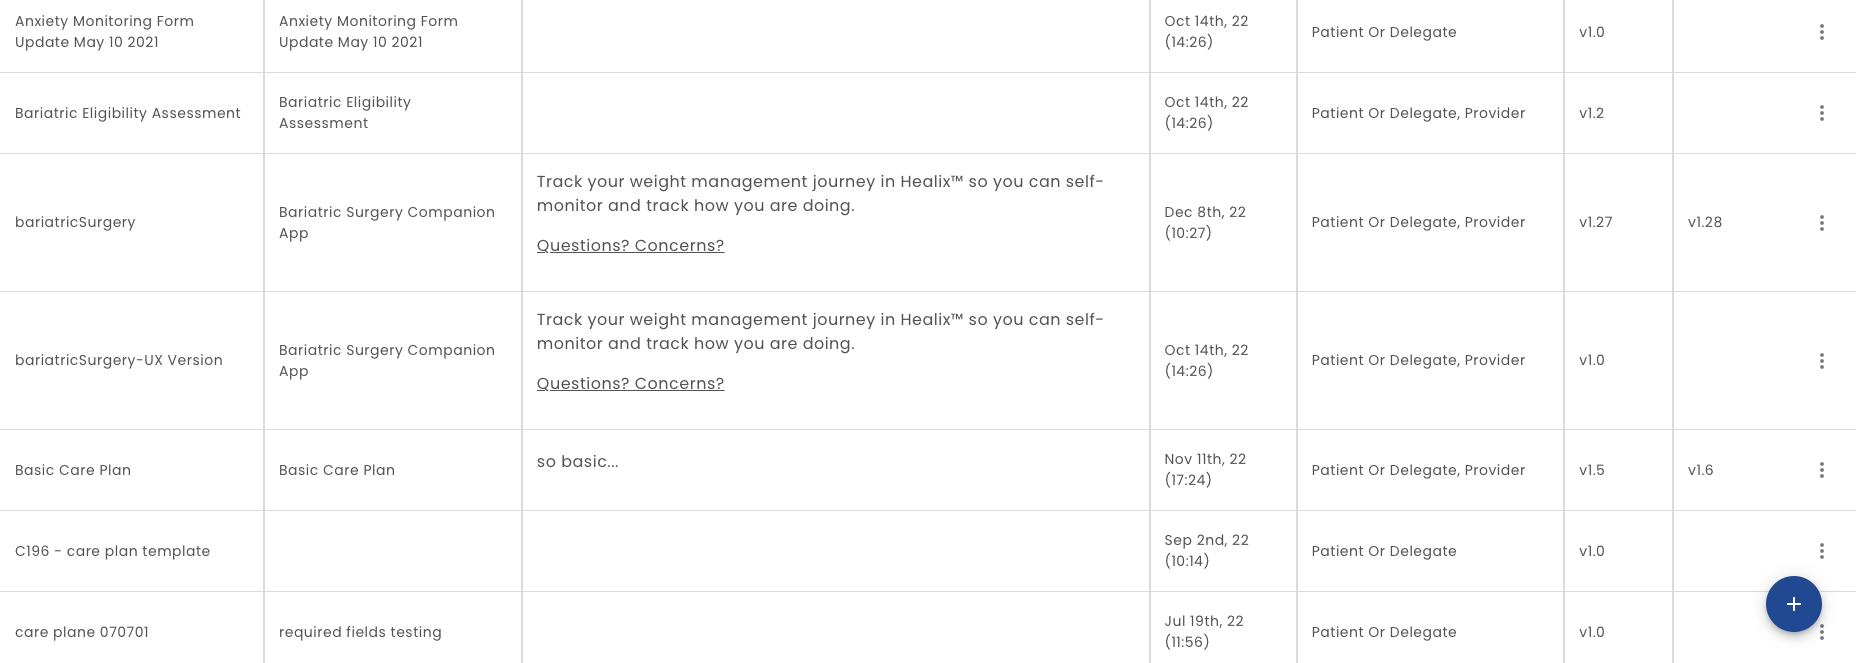 Anxiety Monitoring Form
Update May 10 2021
Anxiety Monitoring Form
Update May 10 2021
Oct 14th, 22
(14:26)
Patient Or Delegate
v1.0
Bariatric Eligibility Assessment
Bariatric Eligibility
Assessment
Oct 14th, 22
(14:26)
Patient Or Delegate, Provider
v1.2
bariatricSurgery
Bariatric Surgery Companion
App
Track your weight management journey in Healix™ so you can self-
monitor and track how you are doing.
Questions? Concerns?
Dec 8th, 22
(10:27)
Patient Or Delegate, Provider
v1.27
v1.28
bariatricSurgery-UX Version
Bariatric Surgery Companion
App
Track your weight management journey in Healix™ so you can self-
monitor and track how you are doing.
Questions? Concerns?
Oct 14th, 22
(14:26)
Patient Or Delegate, Provider
v1.0
Basic Care Plan
Basic Care Plan
so basic...
Nov 11th, 22
(17:24)
Patient Or Delegate, Provider
v1.5
v1.6
C196 - care plan template
Sep 2nd, 22
(10:14)
Patient Or Delegate
v1.0
care plane 070701
required fields testing
Jul 19th, 22
(11:56)
Patient Or Delegate
v1.0